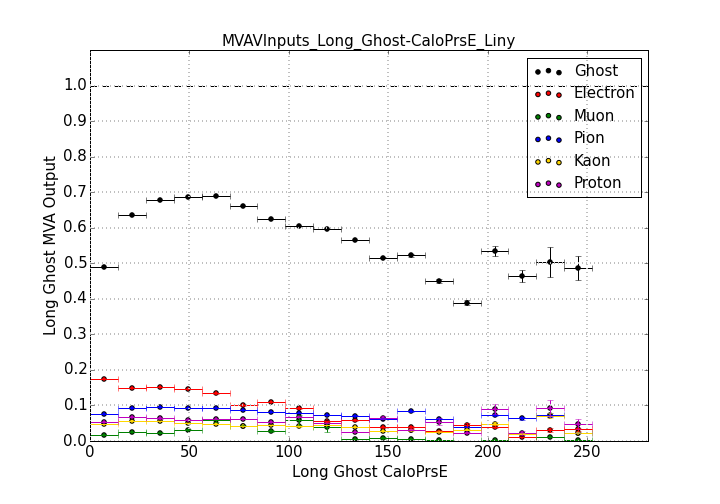 MVAVInputs_Long_Ghost-CaloPrsE_Liny
Long Ghost MVA Output
1.0
0.9
0.8
0.7
0.6
0.5
0.4
0.3
0.2
0.1
0.0
0 50 100 150 200 250
Long Ghost CaloPrsE
Ghost
Electron
Muon
Pion
Kaon
Proton